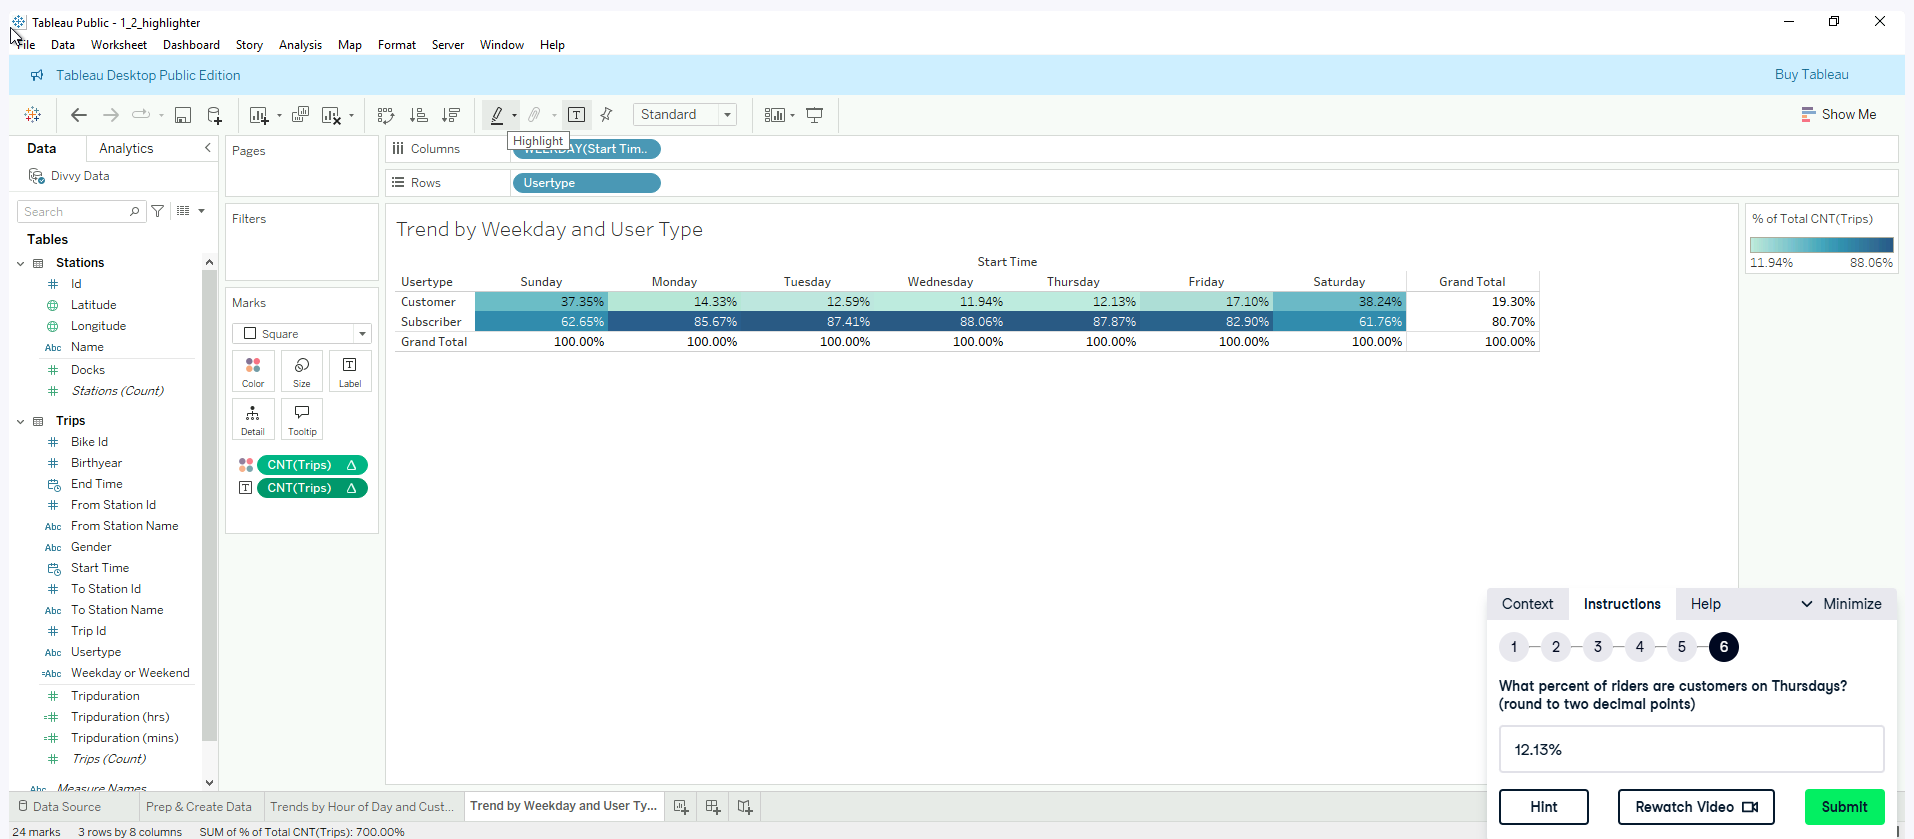 Tableau Public - 1_2_highlighter
File Data Worksheet Dashboard Story Analysis Map Format Server Window Help
Tableau Desktop Public Edition
Buy Tableau
Standard
Show Me
Highlight
Data Analytics
Divvy Data
Search
Tables
Stations
# Id
Latitude
Longitude
Abc Name
# Docks
# Stations (Count)
Trips
# Bike Id
# Birthyear
End Time
# From Station Id
Abc From Station Name
Abc Gender
Start Time
# To Station Id
Abc To Station Name
# Trip Id
Abc Usertype
=Abc Weekday or Weekend
# Tripduration
=# Tripduration (hrs)
=# Tripduration (mins)
# Trips (Count)
Abc Measure Names
Pages
Filters
Marks
Square
Color Size Label
Detail Tooltip
CNT(Trips) Δ
CNT(Trips) Δ
Columns WEEKDAY(Start Tim..
Rows Usertype
Trend by Weekday and User Type
Start Time
Usertype Sunday Monday Tuesday Wednesday Thursday Friday Saturday Grand Total
Customer 37.35% 14.33% 12.59% 11.94% 12.13% 17.10% 38.24% 19.30%
Subscriber 62.65% 85.67% 87.41% 88.06% 87.87% 82.90% 61.76% 80.70%
Grand Total 100.00% 100.00% 100.00% 100.00% 100.00% 100.00% 100.00% 100.00%
% of Total CNT(Trips)
11.94% 88.06%
Context Instructions Help Minimize
1 2 3 4 5 6
What percent of riders are customers on Thursdays?
(round to two decimal points)
12.13%
Hint Rewatch Video Submit
Data Source Prep & Create Data Trends by Hour of Day and Cust... Trend by Weekday and User Ty...
24 marks 3 rows by 8 columns SUM of % of Total CNT(Trips): 700.00%